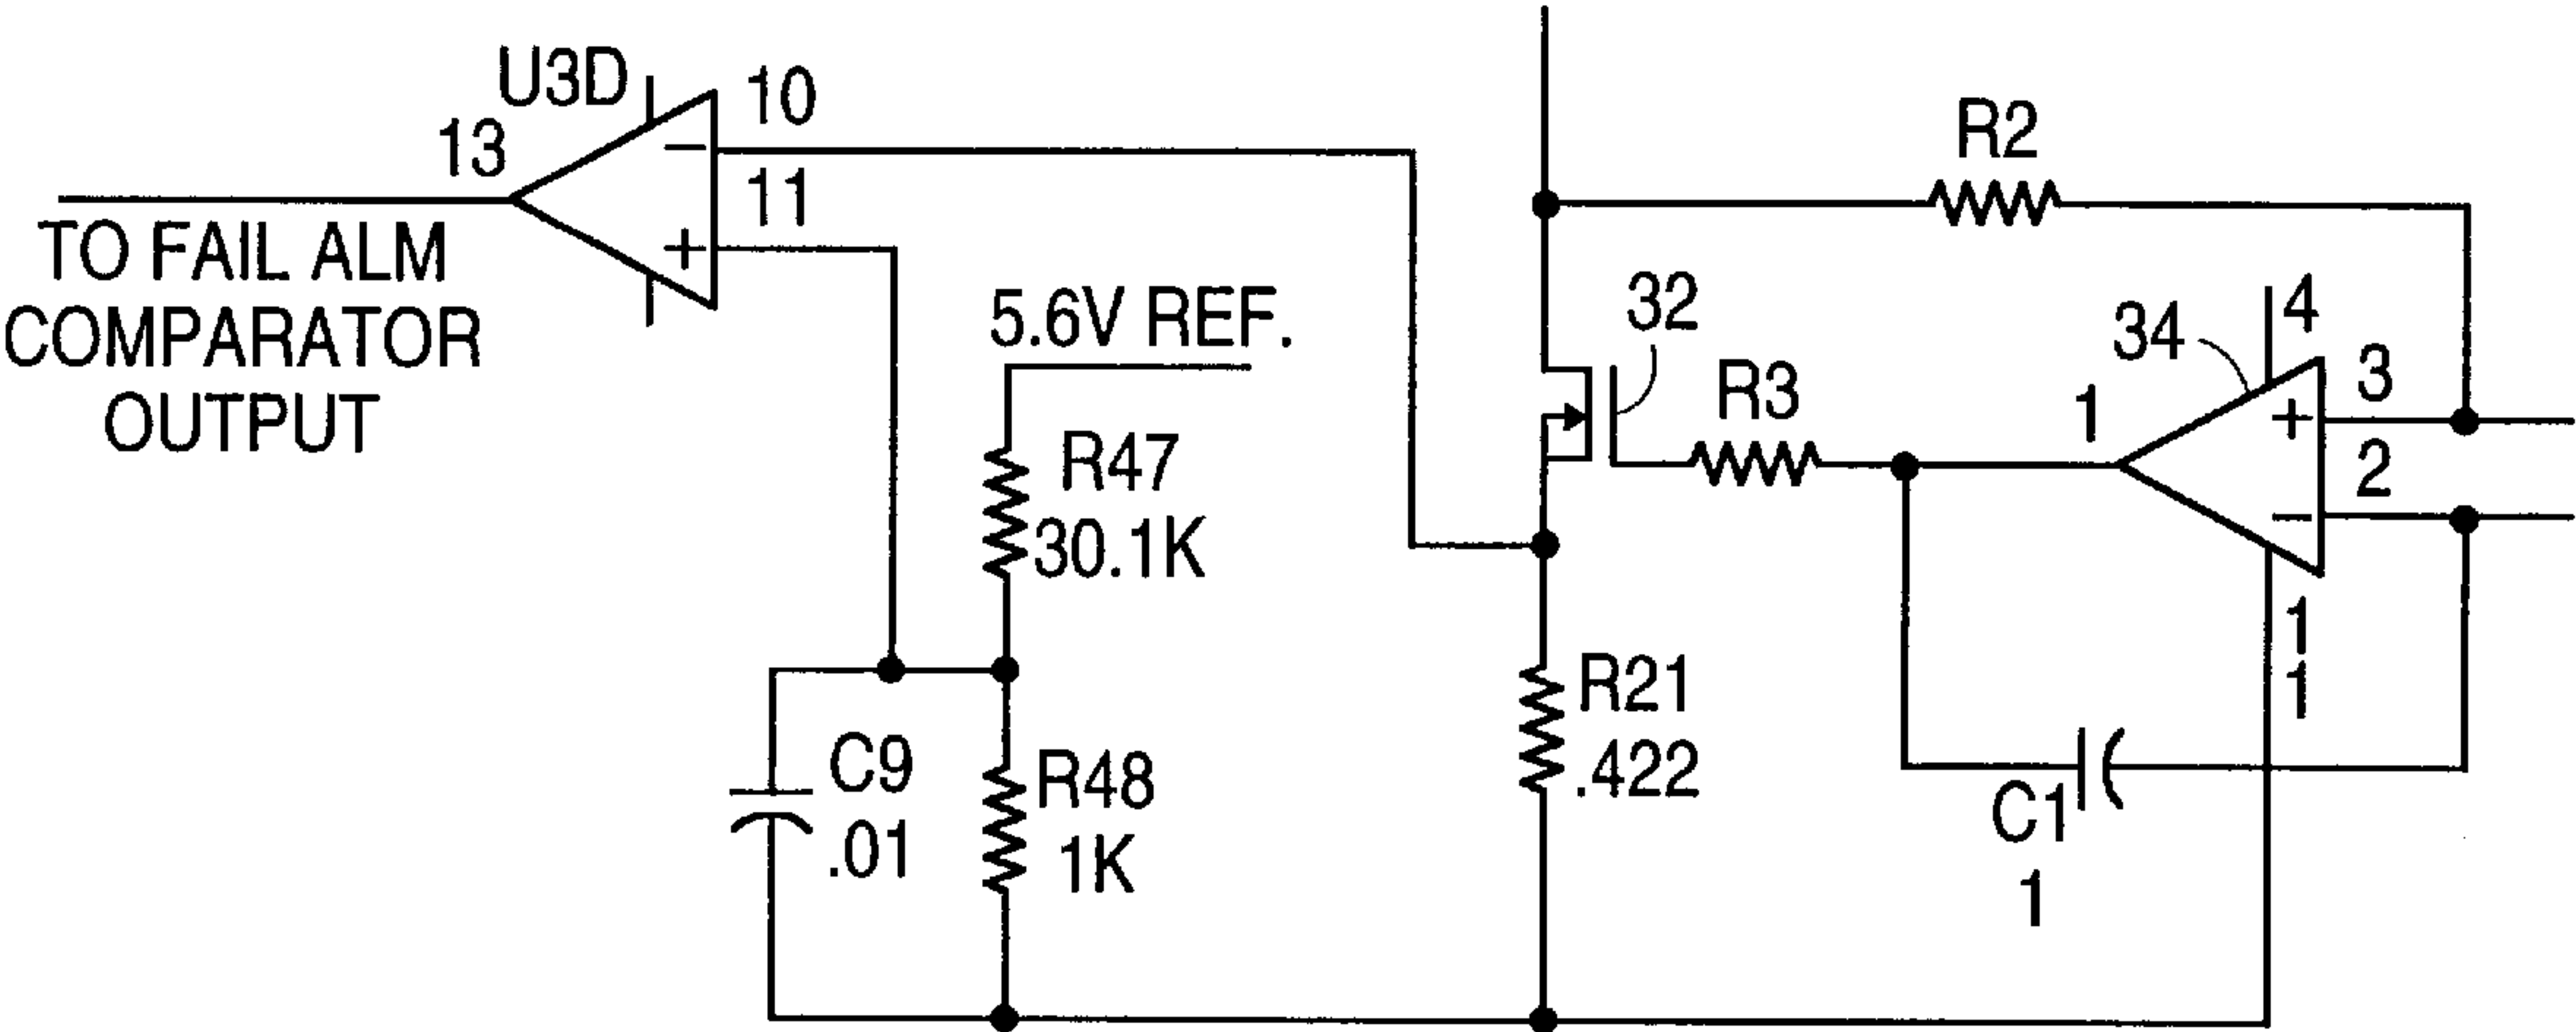 U3D
10
13
11
−
+
TO FAIL ALM
COMPARATOR
OUTPUT
5.6V REF.
R47
30.1K
C9
.01
R48
1K
R2
32
R3
34
4
3
1
+
2
−
1
1
R21
.422
C1
1